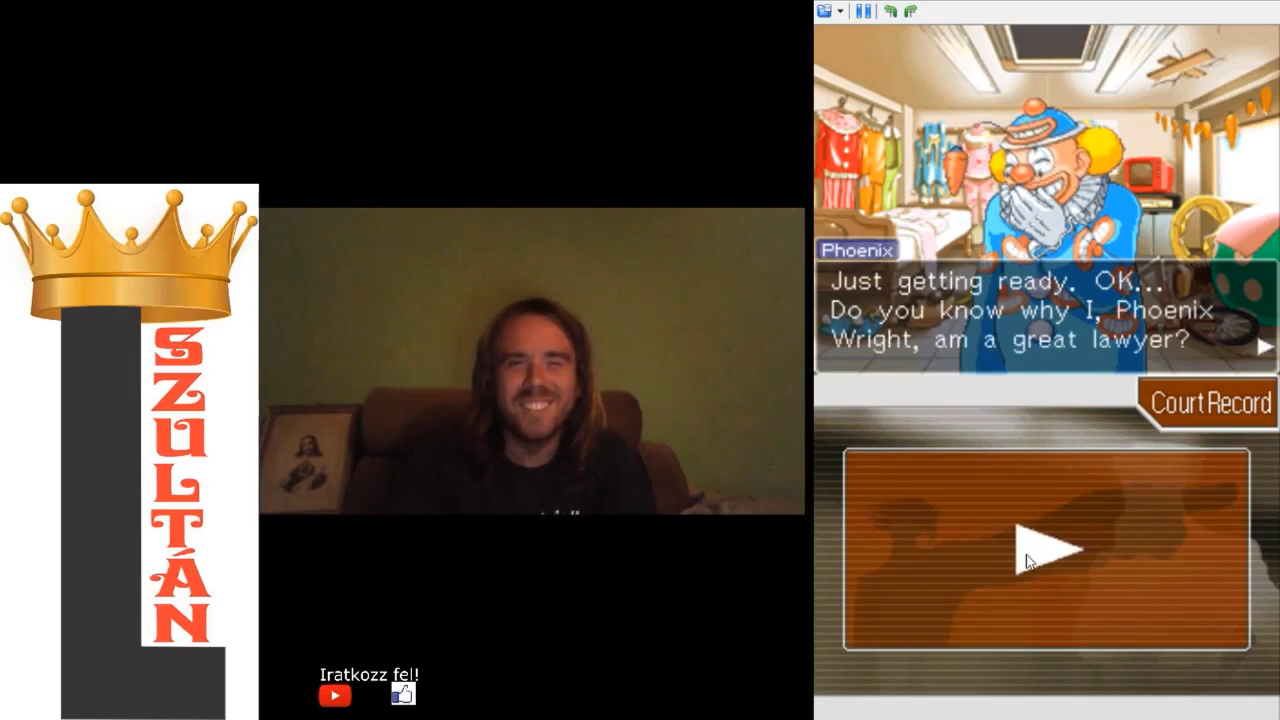 SZULTÁN
Iratkozz fel!
Phoenix
Just getting ready. OK...
Do you know why I, Phoenix
Wright, am a great lawyer?
Court Record